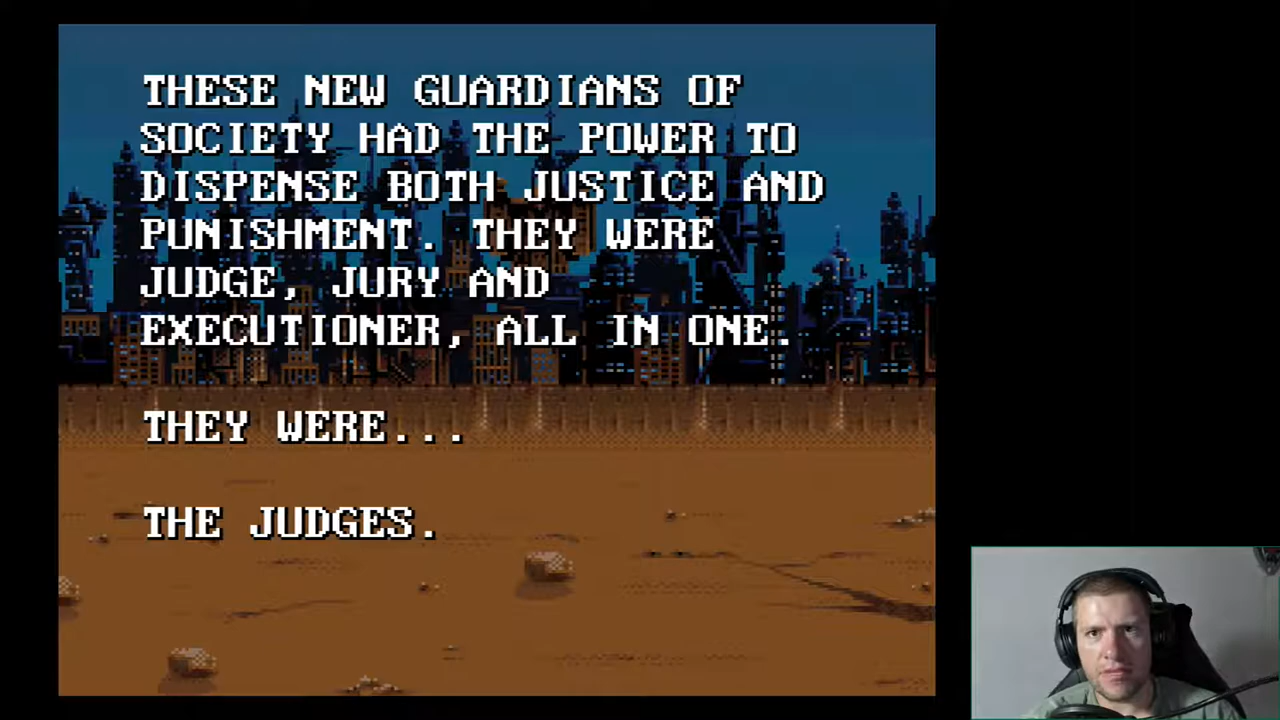 THESE NEW GUARDIANS OF
SOCIETY HAD THE POWER TO
DISPENSE BOTH JUSTICE AND
PUNISHMENT. THEY WERE
JUDGE, JURY AND
EXECUTIONER, ALL IN ONE.
THEY WERE...
THE JUDGES.